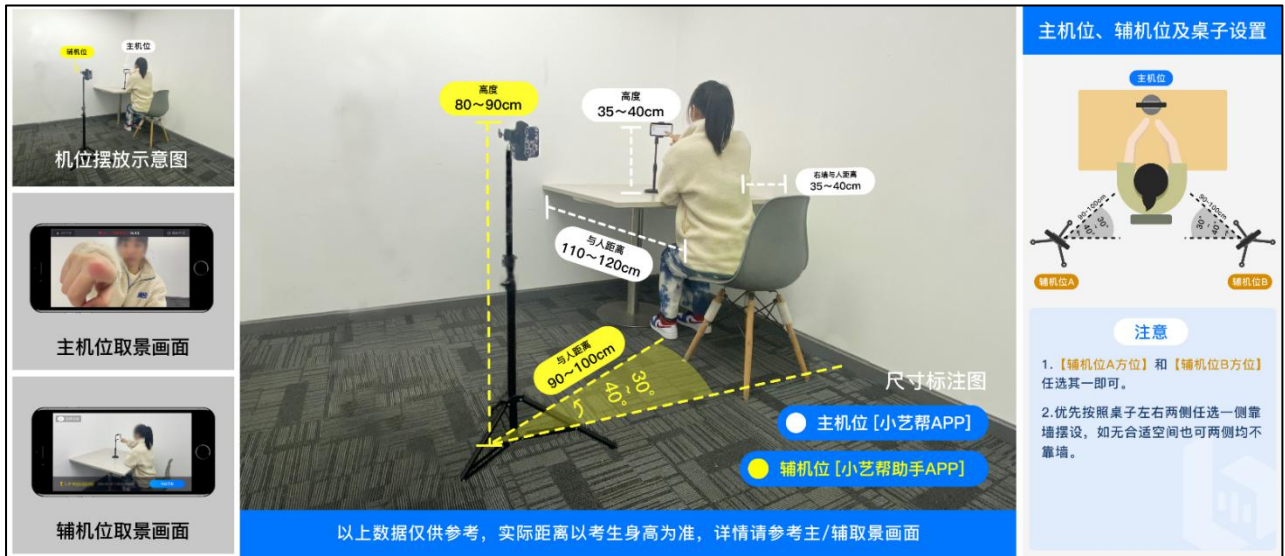 辅机位
主机位
机位摆放示意图
主机位取景画面
辅机位取景画面
高度
80～90cm
高度
35～40cm
右墙与人距离
35～40cm
与人距离
110～120cm
与人距离
90～100cm
30°
～
40°
尺寸标注图
主机位 [小艺帮APP]
辅机位 [小艺帮助手APP]
以上数据仅供参考，实际距离以考生身高为准，详情请参考主/辅取景画面
主机位、辅机位及桌子设置
主机位
90-100cm
30°
～
40°
90-100cm
30°
～
40°
辅机位A
辅机位B
注意
1.【辅机位A方位】和【辅机位B方位】
任选其一即可。
2.优先按照桌子左右两侧任选一侧靠
墙摆设，如无合适空间也可两侧均不
靠墙。